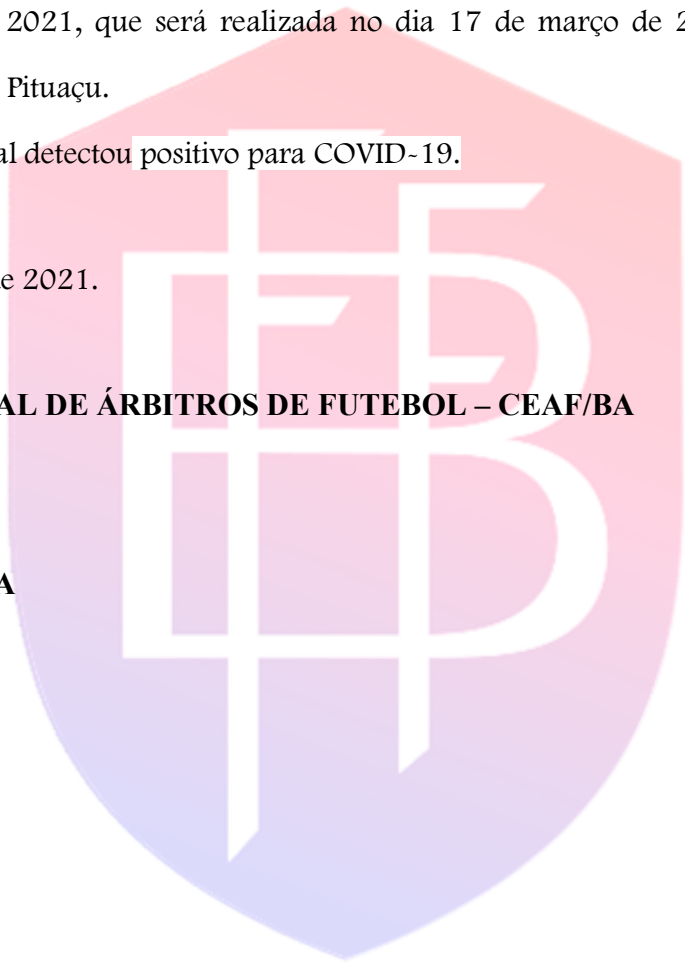 2021, que será realizada no dia 17 de março de 2
Pituaçu.
al detectou positivo para COVID-19.
e 2021.
AL DE ÁRBITROS DE FUTEBOL – CEAF/BA
A